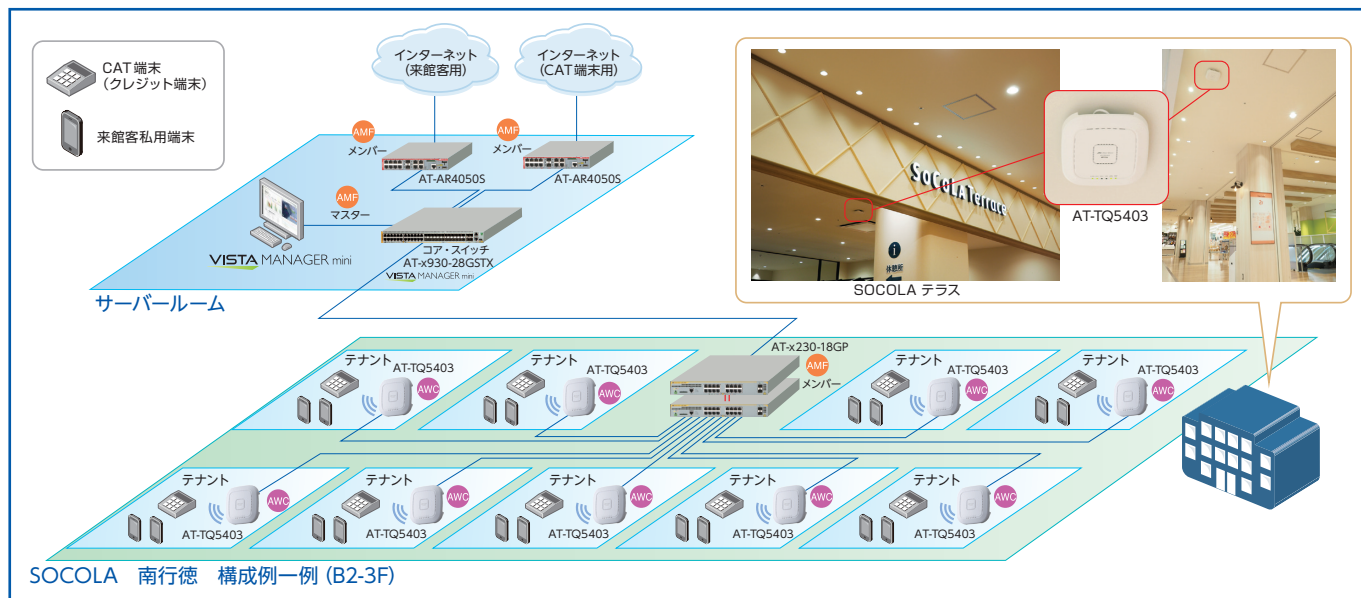 CAT 端末
(クレジット端末)
来館客私用端末
インターネット
(来館客用)
インターネット
(CAT 端末用)
AMF
メンバー
AMF
メンバー
AT-AR4050S
AT-AR4050S
AMF
マスター
コア・スイッチ
AT-x930-28GSTX
VISTA MANAGER mini
VISTA MANAGER mini
サーバールーム
SoCoLA Terrace
i
休憩所
AT-TQ5403
SOCOLA テラス
AT-x230-18GP
AMF
メンバー
テナント
AT-TQ5403
AWC
テナント
AT-TQ5403
AWC
テナント
AT-TQ5403
AWC
テナント
AT-TQ5403
AWC
テナント
AWC
AT-TQ5403
テナント
AWC
AT-TQ5403
テナント
AWC
AT-TQ5403
テナント
AWC
AT-TQ5403
テナント
AWC
AT-TQ5403
SOCOLA 南行徳 構成例一例 (B2-3F)